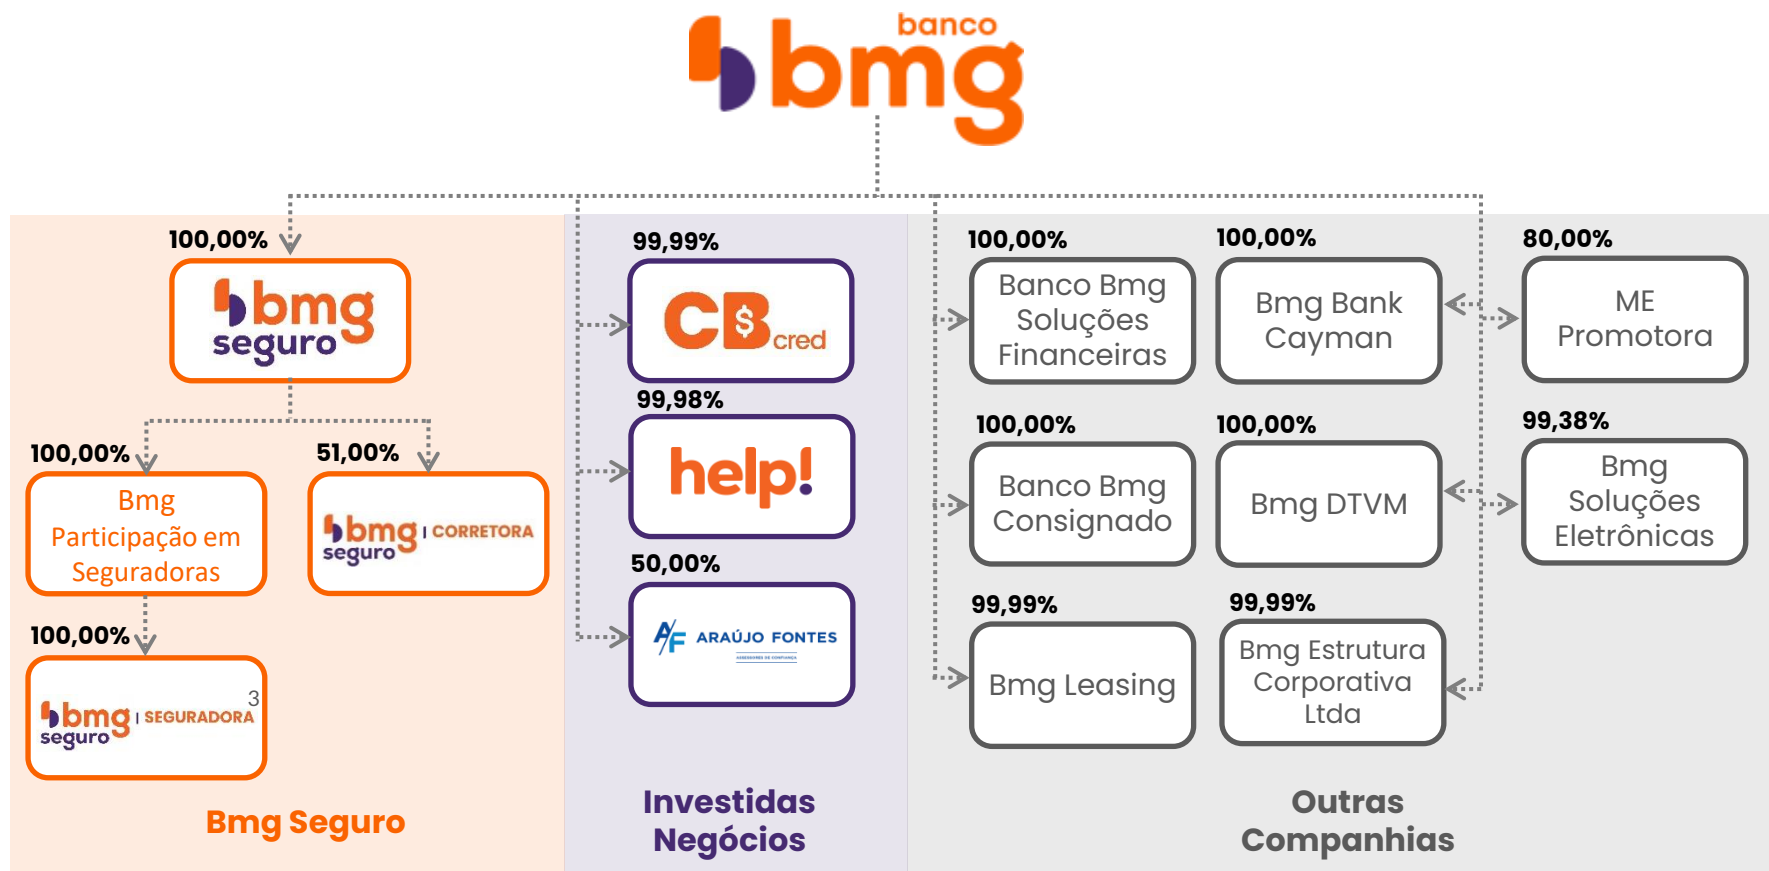 banco
bmg
100,00%
bmg
seguro
100,00%
Bmg
Participação em
Seguradoras
51,00%
bmg
seguro
| CORRETORA
100,00%
bmg
seguro
| SEGURADORA
3
Bmg Seguro
99,99%
CB$
cred
99,98%
help!
50,00%
A/F ARAÚJO FONTES
ASSESSORES DE CONFIANÇA
Investidas
Negócios
100,00%
Banco Bmg
Soluções
Financeiras
100,00%
Bmg Bank
Cayman
80,00%
ME
Promotora
100,00%
Banco Bmg
Consignado
100,00%
Bmg DTVM
99,38%
Bmg
Soluções
Eletrônicas
99,99%
Bmg Leasing
99,99%
Bmg Estrutura
Corporativa
Ltda
Outras
Companhias